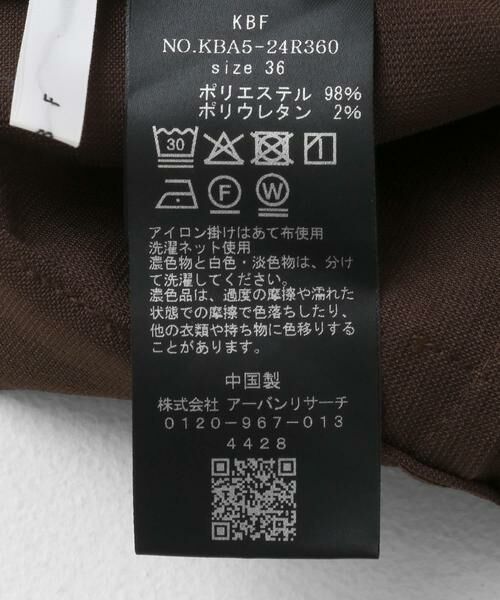 KBF
NO.KBA5-24R360
size 36
ポリエステル 98%
ポリウレタン 2%
30
F W
アイロン掛けはあて布使用
洗濯ネット使用
濃色物と白色・淡色物は、分け
て洗濯してください。
濃色品は、過度の摩擦や濡れた
状態での摩擦で色落ちしたり、
他の衣類や持ち物に色移りする
ことがあります。
中国製
株式会社 アーバンリサーチ
0120-967-013
4428
F